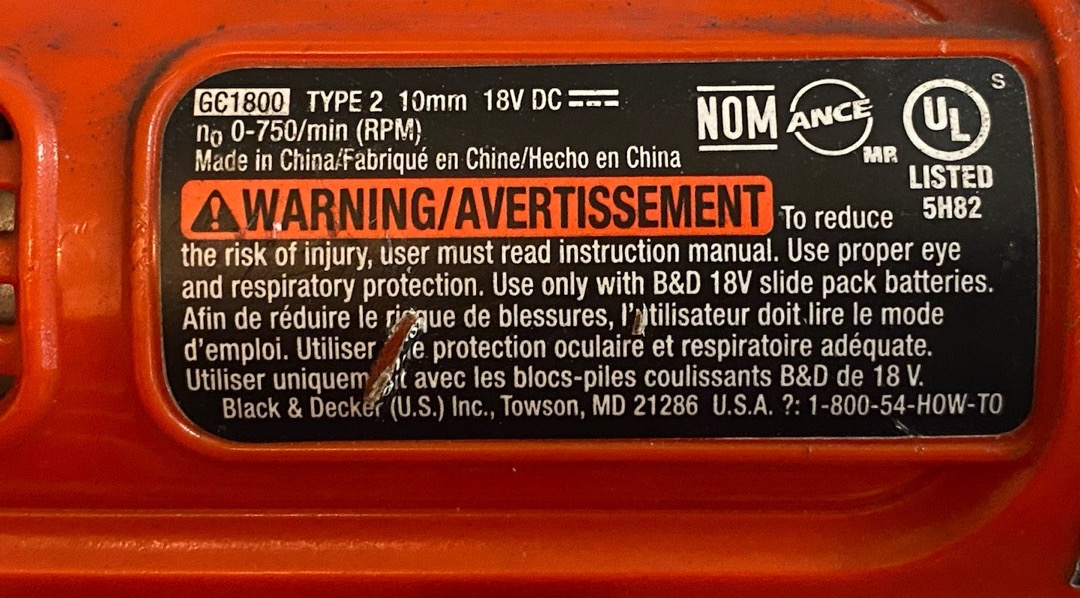 GC1800 TYPE 2 10mm 18V DC
n₀ 0-750/min (RPM)
Made in China/Fabriqué en Chine/Hecho en China
NOM ANCE MR
UL S
LISTED
5H82
WARNING/AVERTISSEMENT To reduce
the risk of injury, user must read instruction manual. Use proper eye
and respiratory protection. Use only with B&D 18V slide pack batteries.
Afin de réduire le risque de blessures, l'utilisateur doit lire le mode
d'emploi. Utiliser protection oculaire et respiratoire adéquate.
Utiliser uniquement avec les blocs-piles coulissants B&D de 18 V.
Black & Decker (U.S.) Inc., Towson, MD 21286 U.S.A. ?: 1-800-54-HOW-TO